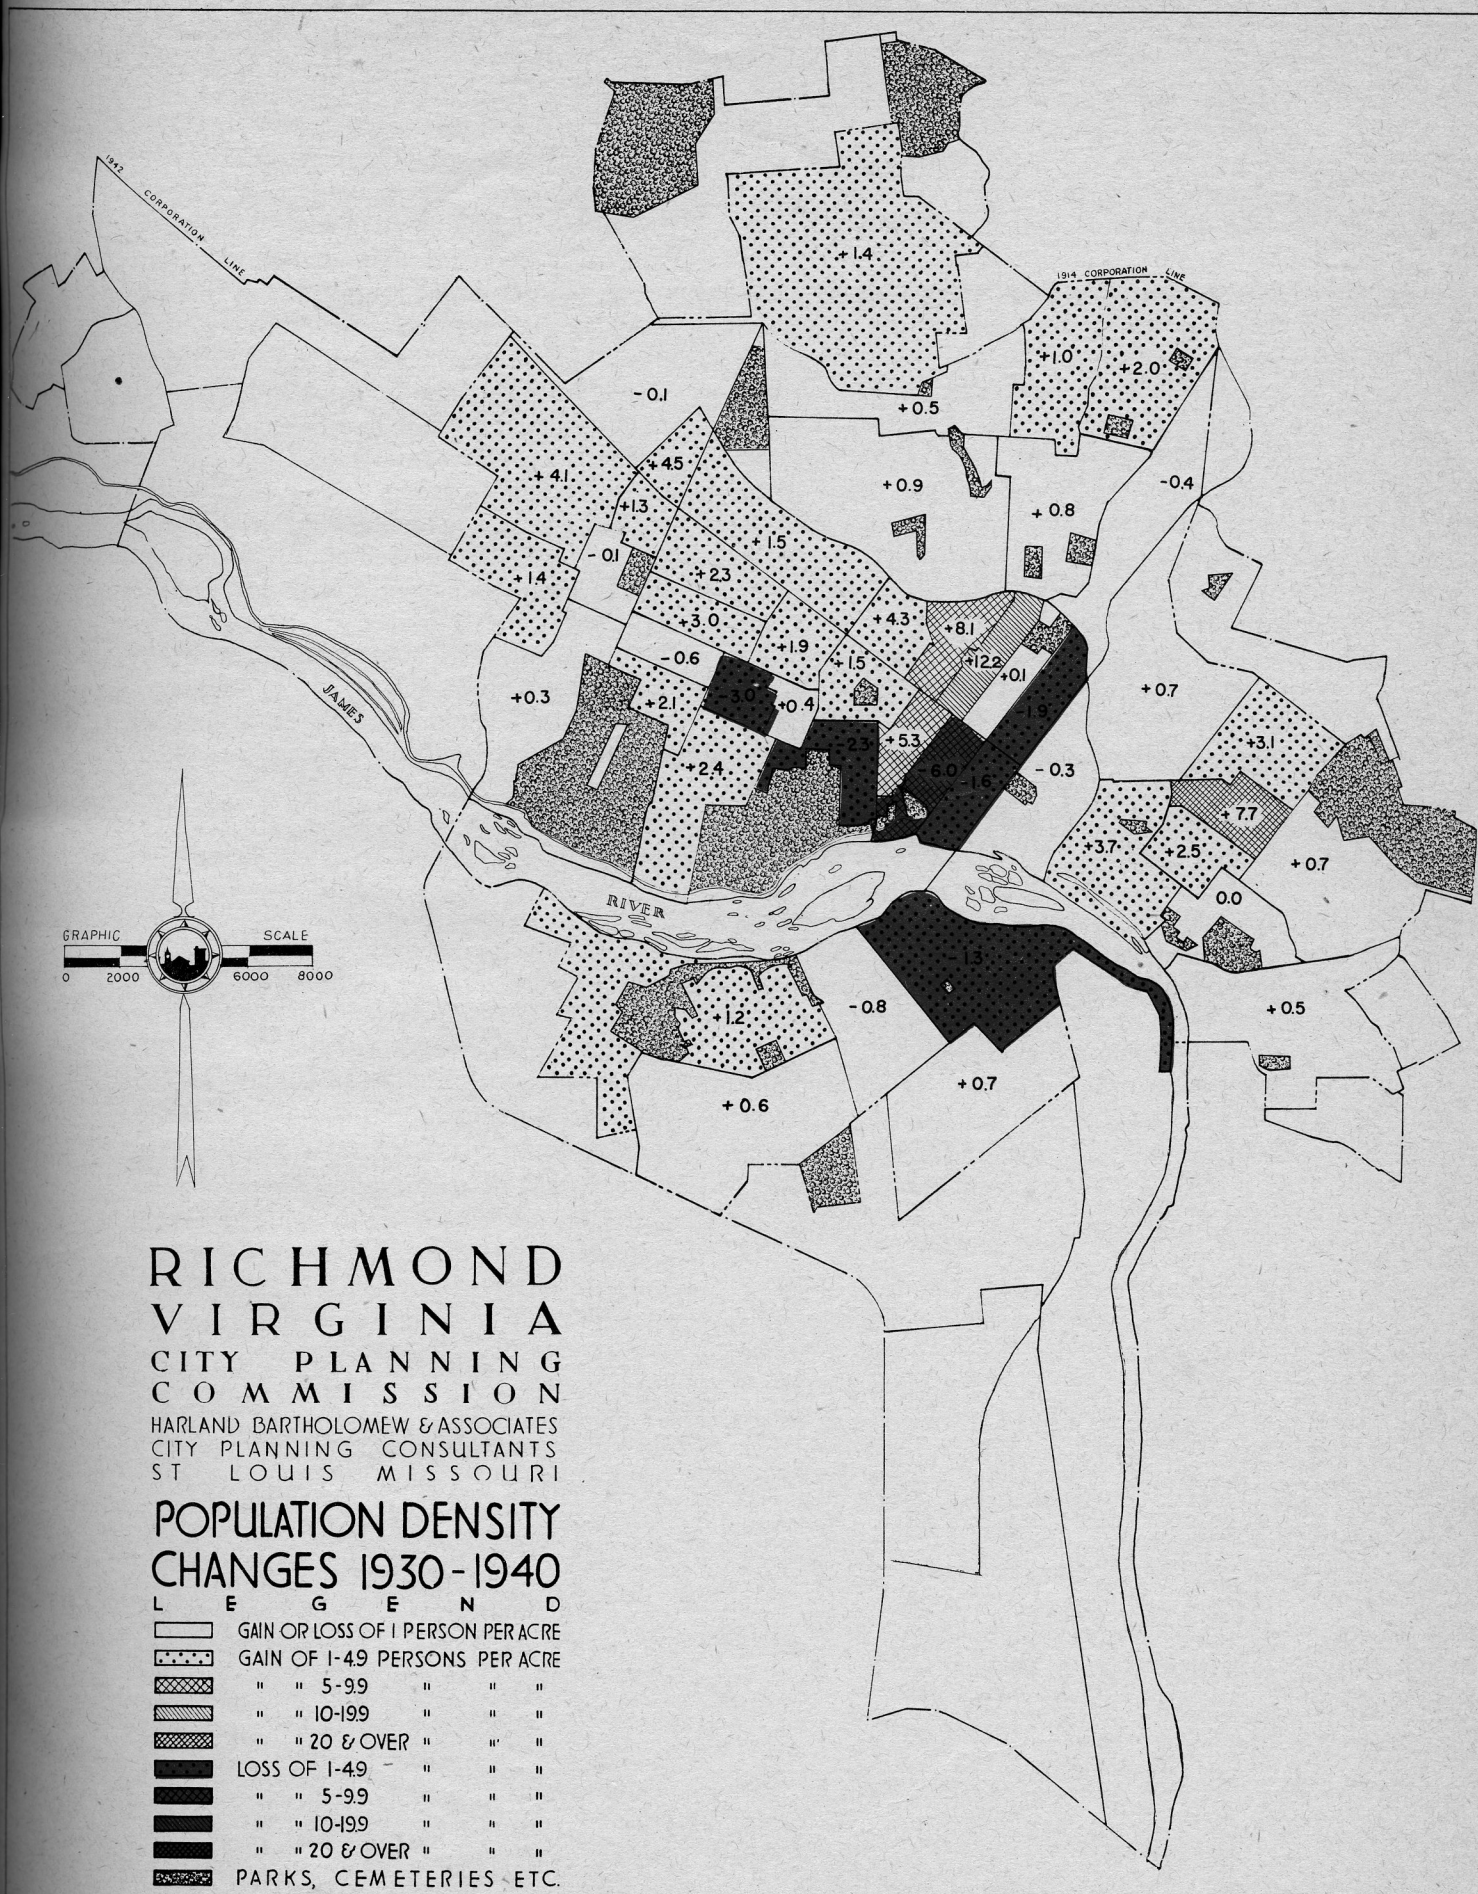 1942 CORPORATION LINE
1914 CORPORATION LINE
+1.4
+1.0
+2.0
-0.1
+0.5
+4.5
+4.1
+0.9
-0.4
+1.3
+0.8
+1.5
-0.1
+2.3
+1.4
+3.0
+4.3
+8.1
+1.9
-0.6
+1.5
+12.2
+0.1
+0.3
-3.0
+0.7
+2.1
+0.4
-1.9
JAMES
-2.3
+5.3
+3.1
+2.4
-6.0
-0.3
-1.6
+7.7
+3.7
+2.5
+0.7
0.0
RIVER
GRAPHIC SCALE
0 2000 6000 8000
-1.3
-0.8
+0.5
+1.2
+0.7
+0.6
RICHMOND
VIRGINIA
CITY PLANNING
COMMISSION
HARLAND BARTHOLOMEW & ASSOCIATES
CITY PLANNING CONSULTANTS
ST LOUIS MISSOURI
POPULATION DENSITY
CHANGES 1930-1940
LEGEND
GAIN OR LOSS OF 1 PERSON PER ACRE
GAIN OF 1-4.9 PERSONS PER ACRE
" " 5-9.9 " " "
" " 10-19.9 " " "
" " 20 & OVER " " "
LOSS OF 1-4.9 " " "
" " 5-9.9 " " "
" " 10-19.9 " " "
" " 20 & OVER " " "
PARKS, CEMETERIES ETC.